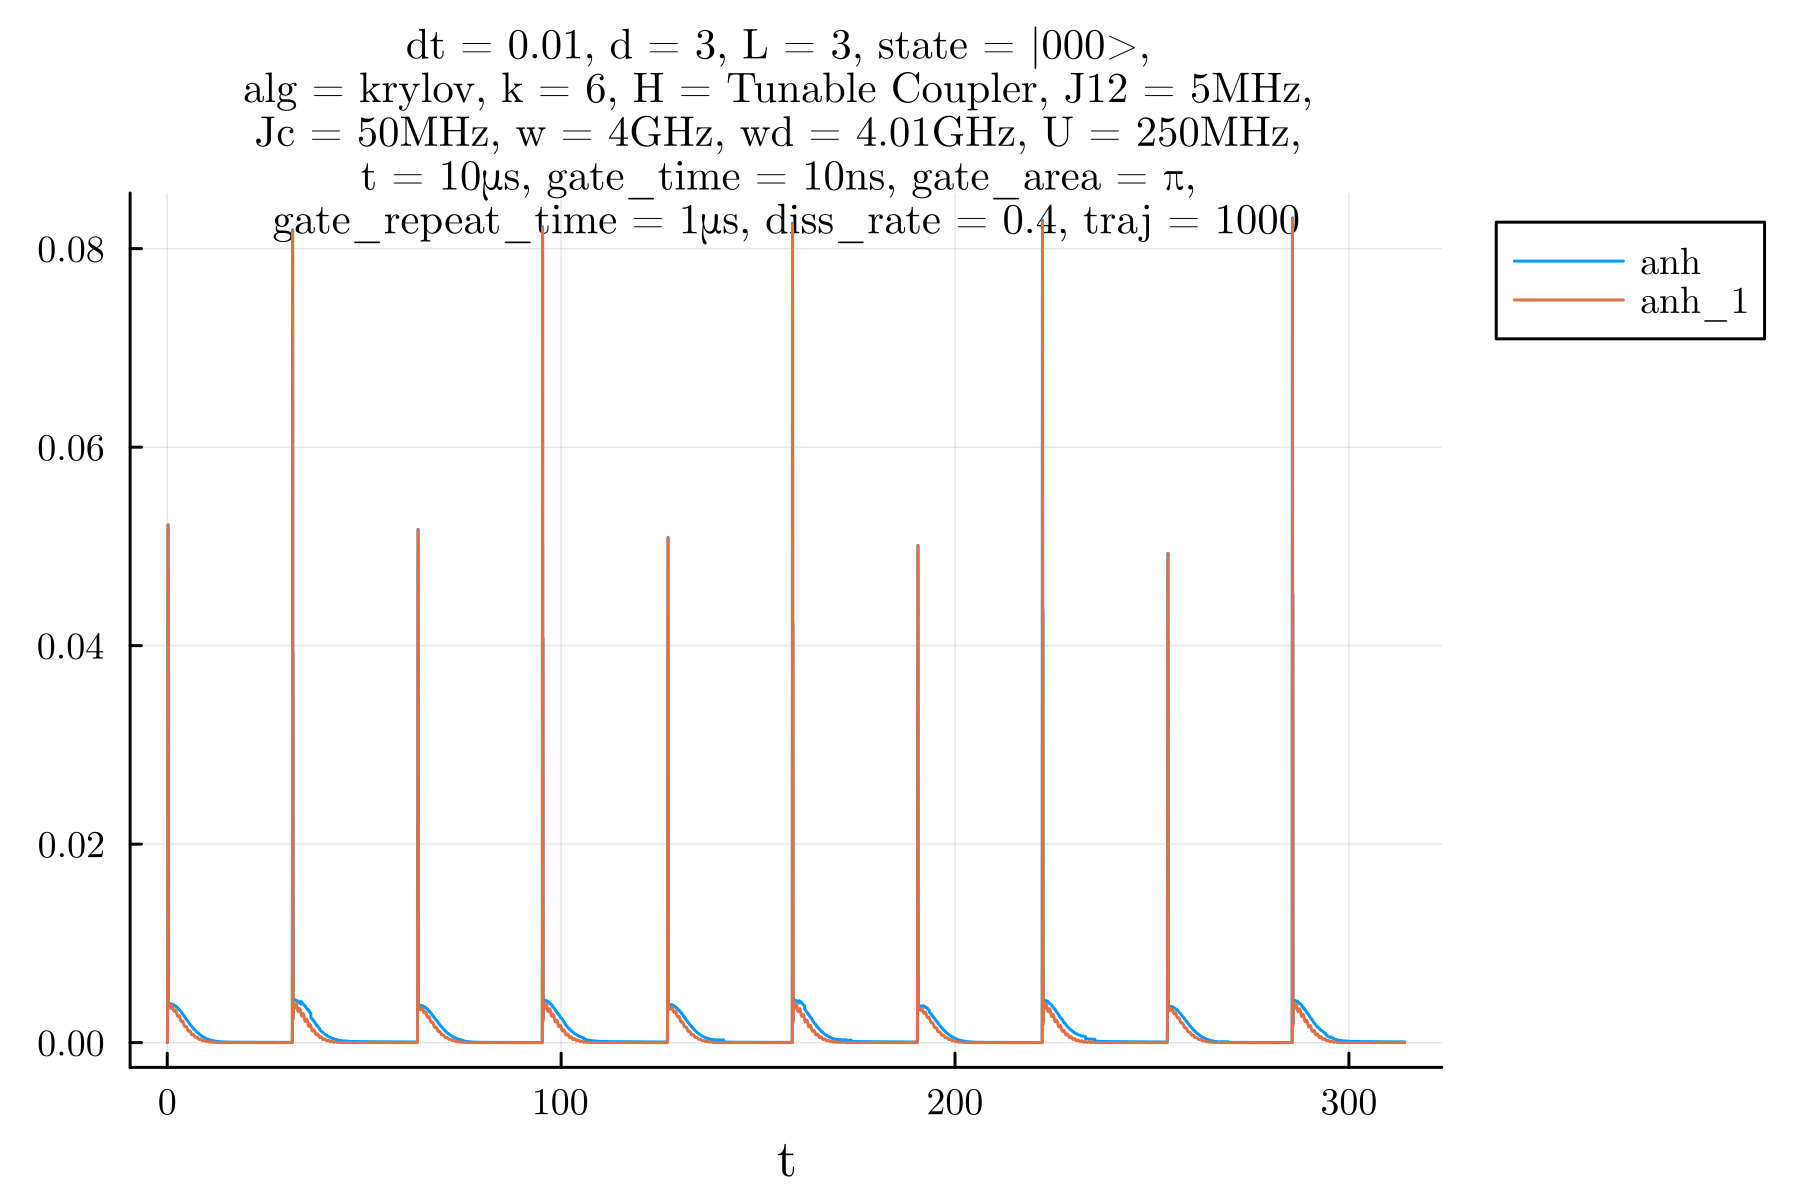 dt = 0.01, d = 3, L = 3, state = |000>,
alg = krylov, k = 6, H = Tunable Coupler, J12 = 5MHz,
Jc = 50MHz, w = 4GHz, wd = 4.01GHz, U = 250MHz,
t = 10μs, gate_time = 10ns, gate_area = π,
gate_repeat_time = 1μs, diss_rate = 0.4, traj = 1000
anh
anh_1
0.08
0.06
0.04
0.02
0.00
0 100 200 300
t